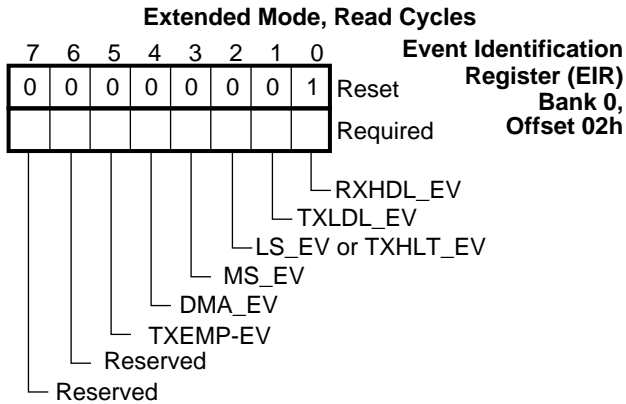 Extended Mode, Read Cycles
7 6 5 4 3 2 1 0
Event Identification
Register (EIR)
Bank 0,
Offset 02h
0 0 0 0 0 0 0 1 Reset
Required
RXHDL_EV
TXLDL_EV
LS_EV or TXHLT_EV
MS_EV
DMA_EV
TXEMP-EV
Reserved
Reserved